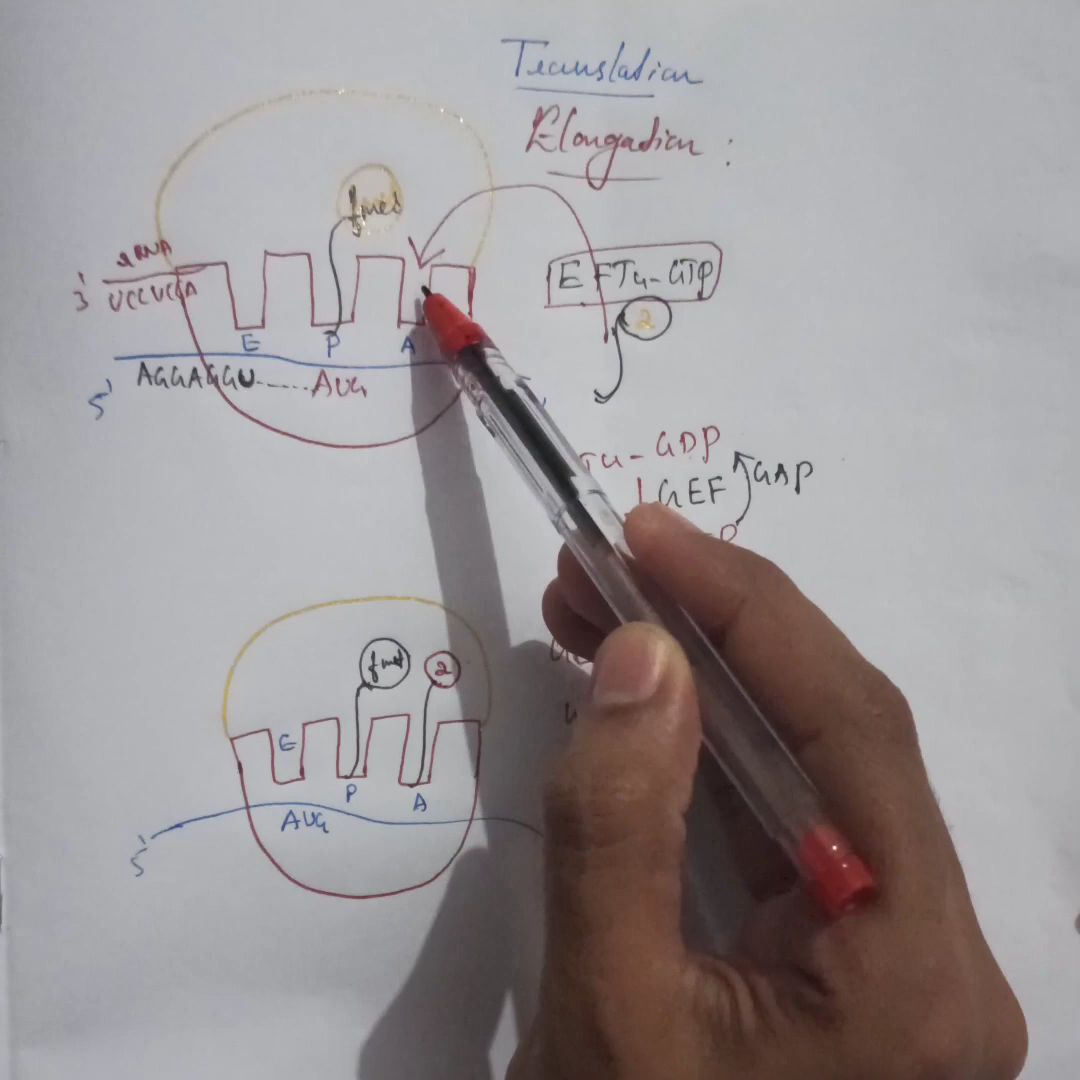 Translation
Elongation :
fmet
rRNA
3' UCCUCCA
EFTu-GTP
2
E P A
5' AGGAGGU......AUG
Tu-GDP
GEF GAP
fmet 2
E
P A
AUG
5'